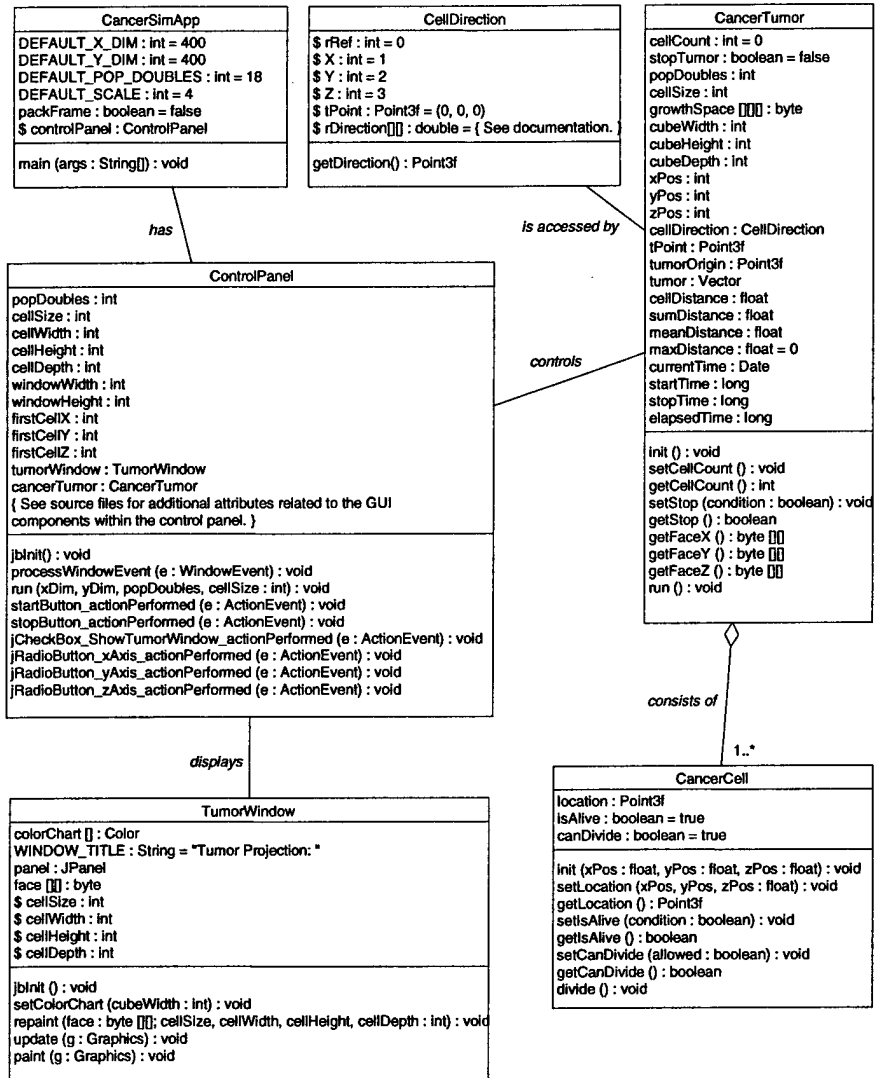 CancerSimApp
DEFAULT_X_DIM : int = 400
DEFAULT_Y_DIM : int = 400
DEFAULT_POP_DOUBLES : int = 18
DEFAULT_SCALE : int = 4
packFrame : boolean = false
$ controlPanel : ControlPanel
main (args : String[]) : void
CellDirection
$ rRef : int = 0
$ X : int = 1
$ Y : int = 2
$ Z : int = 3
$ tPoint : Point3f = (0, 0, 0)
$ rDirection[][] : double = { See documentation. }
getDirection() : Point3f
CancerTumor
cellCount : int = 0
stopTumor : boolean = false
popDoubles : int
cellSize : int
growthSpace [][][] : byte
cubeWidth : int
cubeHeight : int
cubeDepth : int
xPos : int
yPos : int
zPos : int
cellDirection : CellDirection
tPoint : Point3f
tumorOrigin : Point3f
tumor : Vector
cellDistance : float
sumDistance : float
meanDistance : float
maxDistance : float = 0
currentTime : Date
startTime : long
stopTime : long
elapsedTime : long
init () : void
setCellCount () : void
getCellCount () : int
setStop (condition : boolean) : void
getStop () : boolean
getFaceX () : byte [][]
getFaceY () : byte [][]
getFaceZ () : byte [][]
run () : void
has
is accessed by
ControlPanel
popDoubles : int
cellSize : int
cellWidth : int
cellHeight : int
cellDepth : int
windowWidth : int
windowHeight : int
firstCellX : int
firstCellY : int
firstCellZ : int
tumorWindow : TumorWindow
cancerTumor : CancerTumor
{ See source files for additional attributes related to the GUI
components within the control panel. }
jbInit() : void
processWindowEvent (e : WindowEvent) : void
run (xDim, yDim, popDoubles, cellSize : int) : void
startButton_actionPerformed (e : ActionEvent) : void
stopButton_actionPerformed (e : ActionEvent) : void
jCheckBox_ShowTumorWindow_actionPerformed (e : ActionEvent) : void
jRadioButton_xAxis_actionPerformed (e : ActionEvent) : void
jRadioButton_yAxis_actionPerformed (e : ActionEvent) : void
jRadioButton_zAxis_actionPerformed (e : ActionEvent) : void
controls
consists of
1..*
displays
TumorWindow
colorChart [] : Color
WINDOW_TITLE : String = "Tumor Projection: "
panel : JPanel
face [][] : byte
$ cellSize : int
$ cellWidth : int
$ cellHeight : int
$ cellDepth : int
jbInit () : void
setColorChart (cubeWidth : int) : void
repaint (face : byte [][]; cellSize, cellWidth, cellHeight, cellDepth : int) : void
update (g : Graphics) : void
paint (g : Graphics) : void
CancerCell
location : Point3f
isAlive : boolean = true
canDivide : boolean = true
init (xPos : float, yPos : float, zPos : float) : void
setLocation (xPos, yPos, zPos : float) : void
getLocation () : Point3f
setIsAlive (condition : boolean) : void
getIsAlive () : boolean
setCanDivide (allowed : boolean) : void
getCanDivide () : boolean
divide () : void